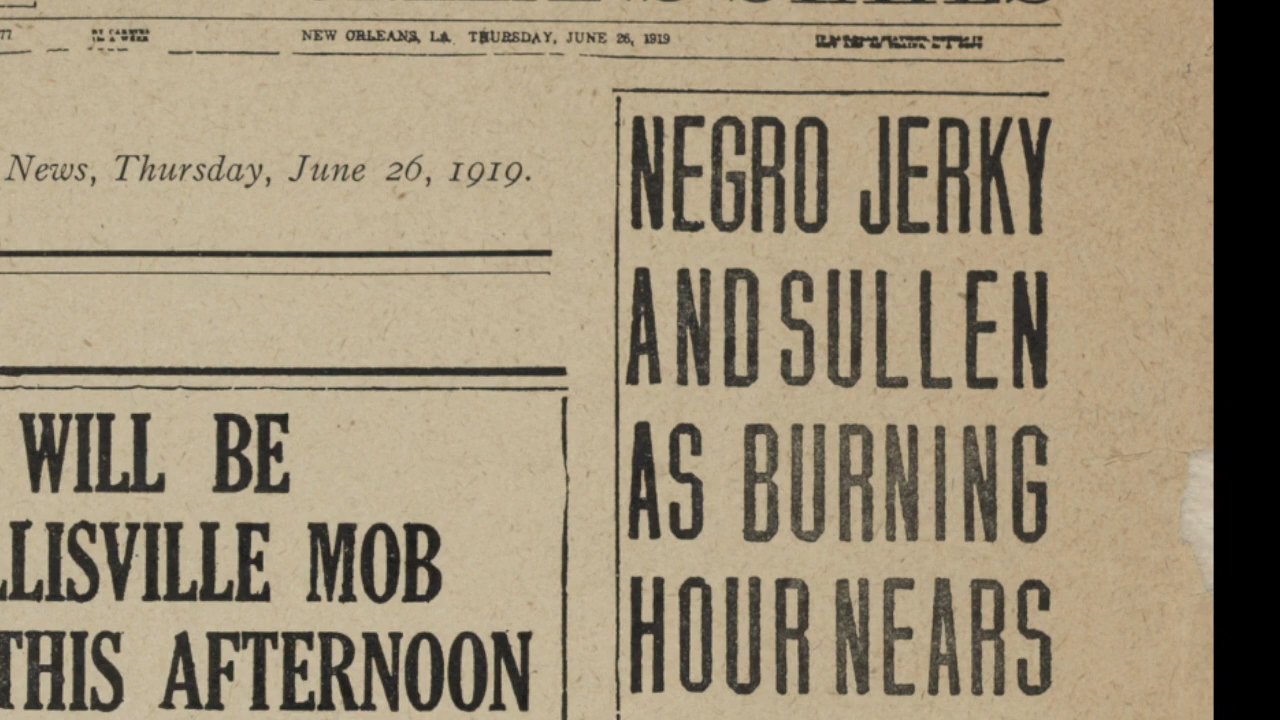 NEW ORLEANS, LA. THURSDAY, JUNE 26, 1919
News, Thursday, June 26, 1919.
WILL BE
LLISVILLE MOB
THIS AFTERNOON
NEGRO JERKY
AND SULLEN
AS BURNING
HOUR NEARS